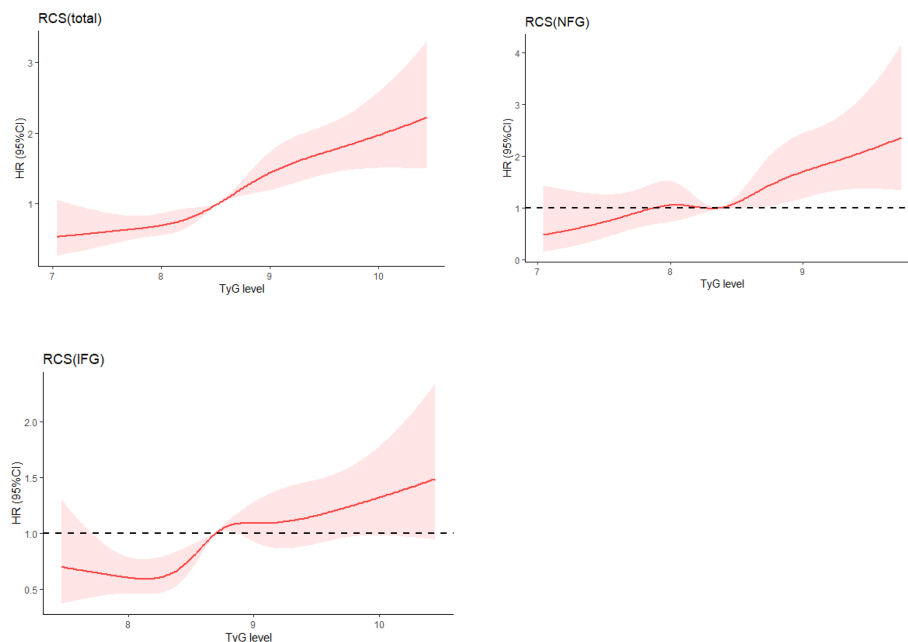 RCS(total)
HR (95%CI)
3
2
1
7
8
9
10
TyG level
RCS(NFG)
HR (95%CI)
4
3
2
1
0
7
8
9
TyG level
RCS(IFG)
HR (95%CI)
2.0
1.5
1.0
0.5
8
9
10
TyG level